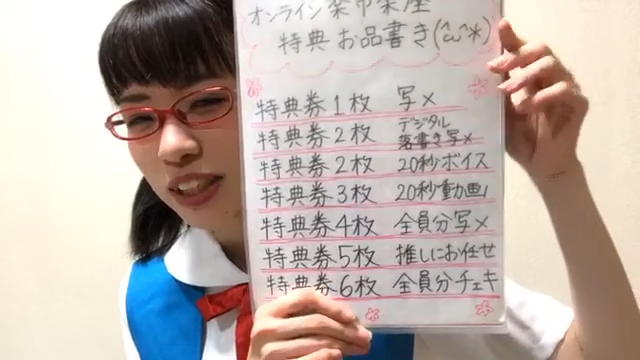 オンライン楽市楽座
特典 お品書き(^ω^*)
特典券1枚 写メ
特典券2枚 デジタル落書き写メ
特典券2枚 20秒ボイス
特典券3枚 20秒動画
特典券4枚 全員分写メ
特典券5枚 推しにお任せ
特典券6枚 全員分チェキ